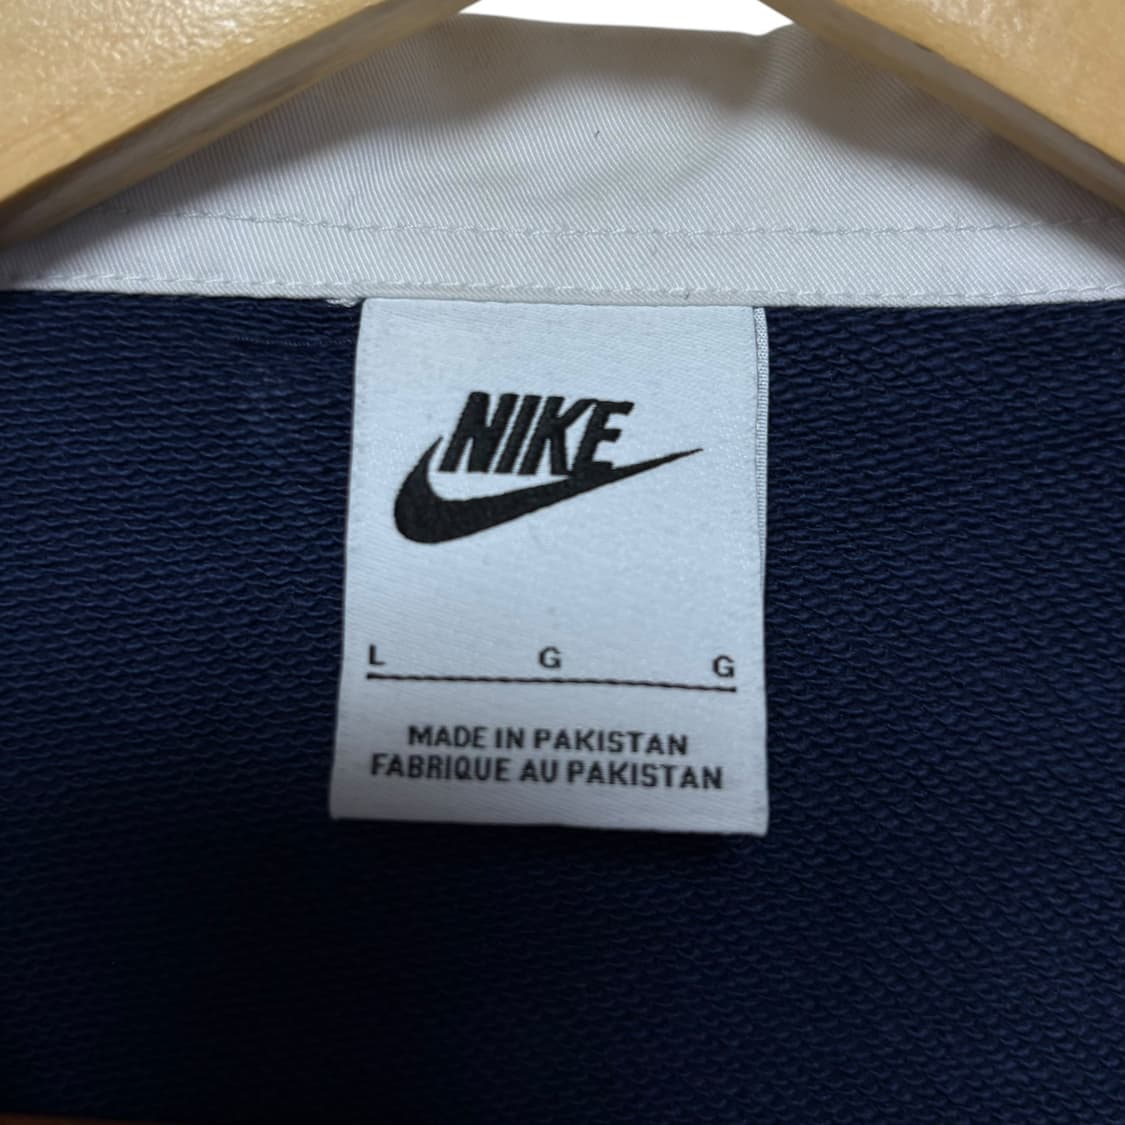 NIKE
L G G
MADE IN PAKISTAN
FABRIQUE AU PAKISTAN